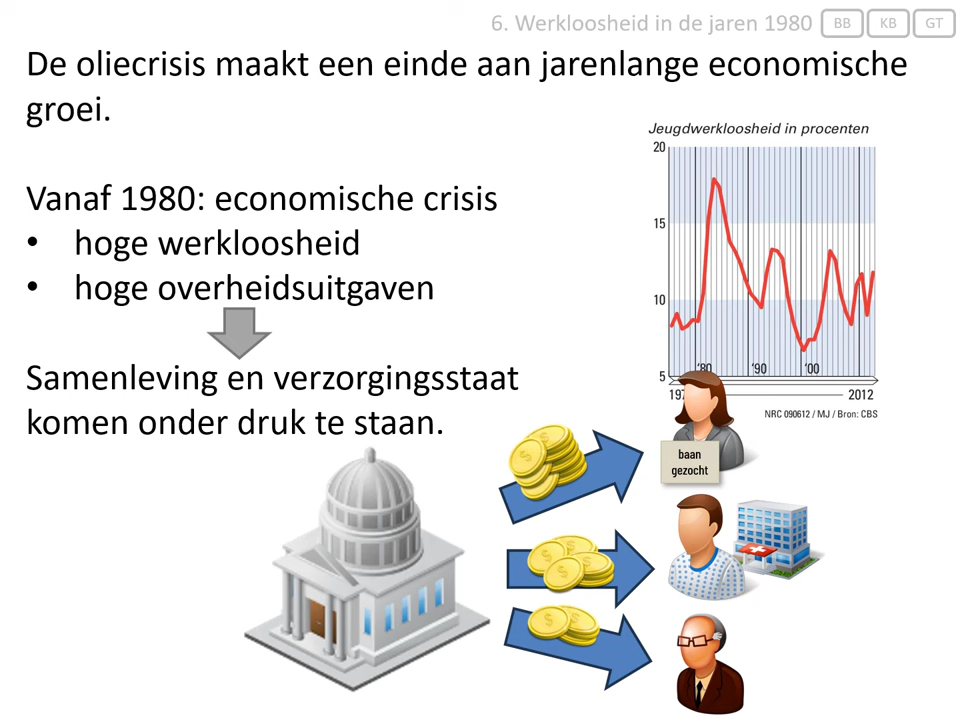 6. Werkloosheid in de jaren 1980 BB KB GT
De oliecrisis maakt een einde aan jarenlange economische
groei.
Vanaf 1980: economische crisis
• hoge werkloosheid
• hoge overheidsuitgaven
Samenleving en verzorgingsstaat
komen onder druk te staan.
Jeugdwerkloosheid in procenten
20
15
10
5
'80 '90 '00
2012
NRC 090612 / MJ / Bron: CBS
baan
gezocht